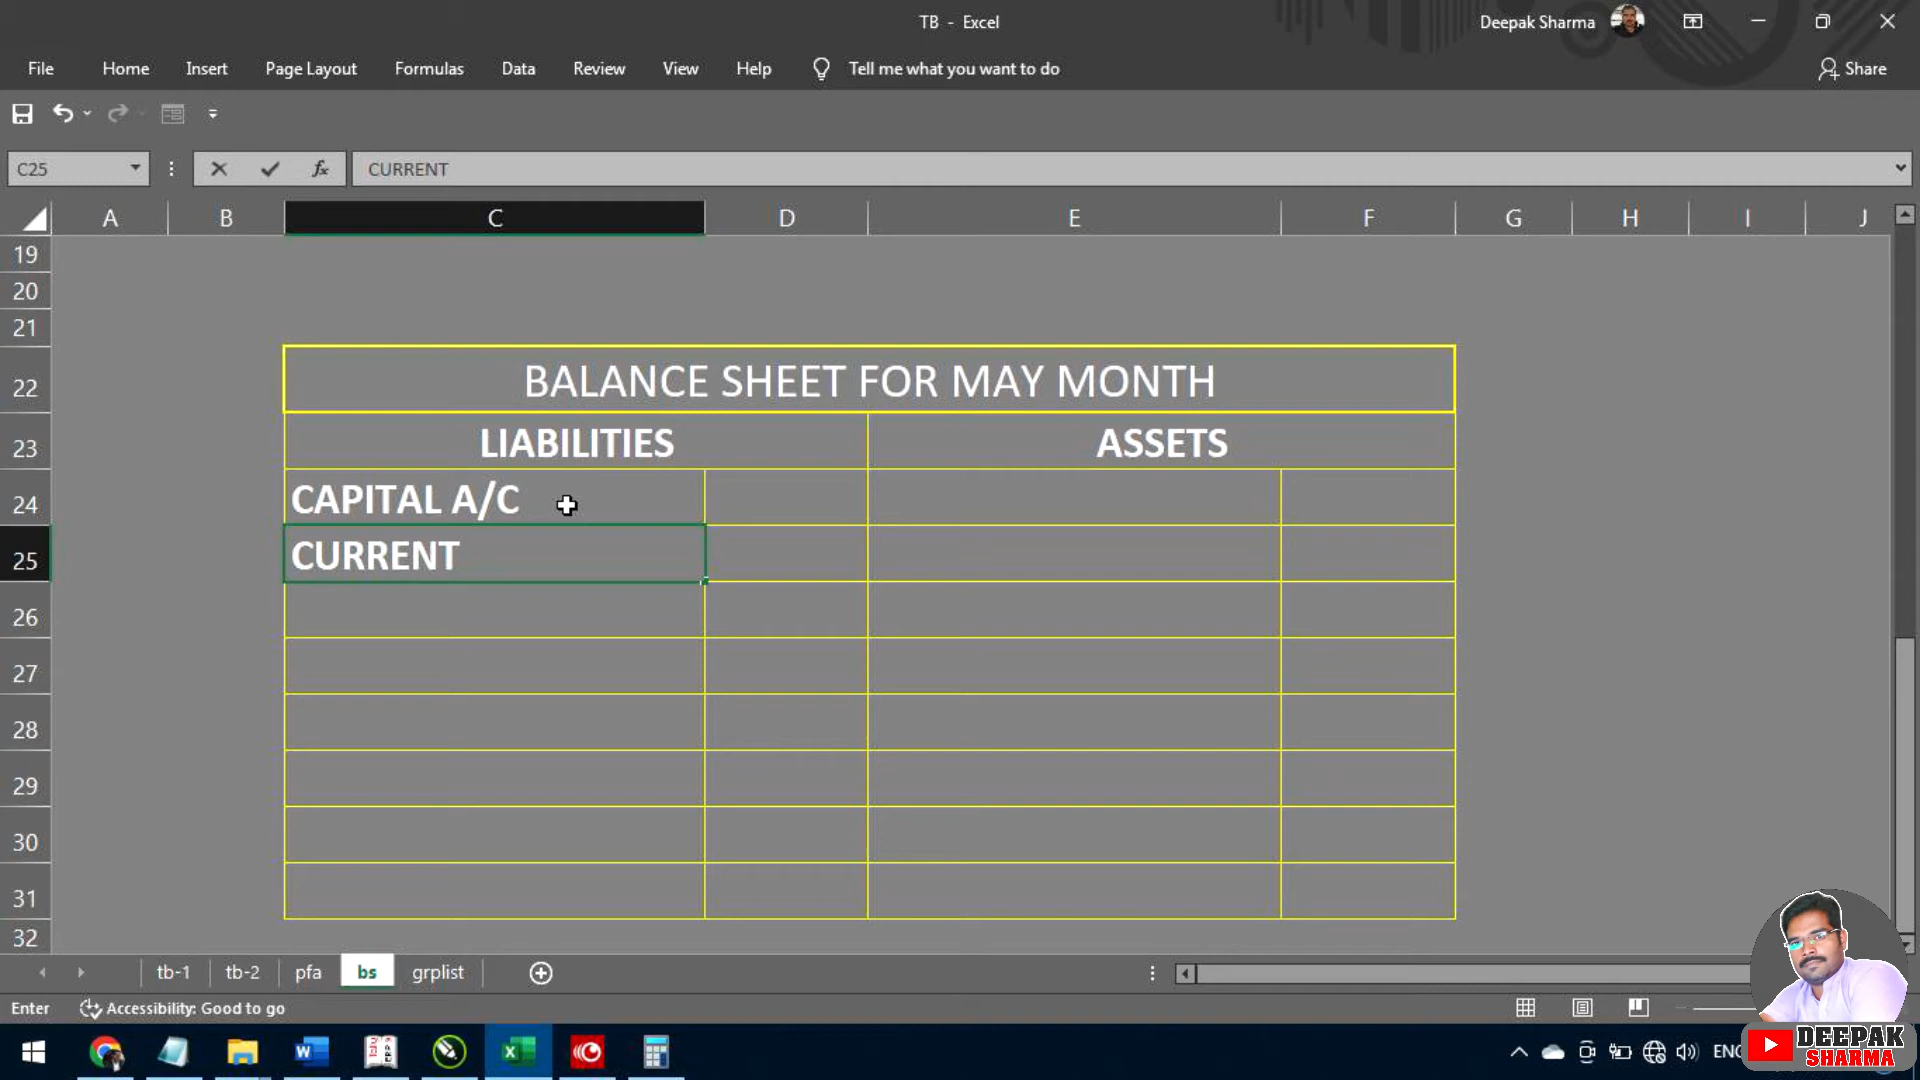 TB - Excel
Deepak Sharma
File Home Insert Page Layout Formulas Data Review View Help Tell me what you want to do Share
C25 fx CURRENT
A B C D E F G H I J
19
20
21
22 BALANCE SHEET FOR MAY MONTH
23 LIABILITIES ASSETS
24 CAPITAL A/C
25 CURRENT
26
27
28
29
30
31
32
tb-1 tb-2 pfa bs grplist
Enter Accessibility: Good to go
ENG
DEEPAK
SHARMA